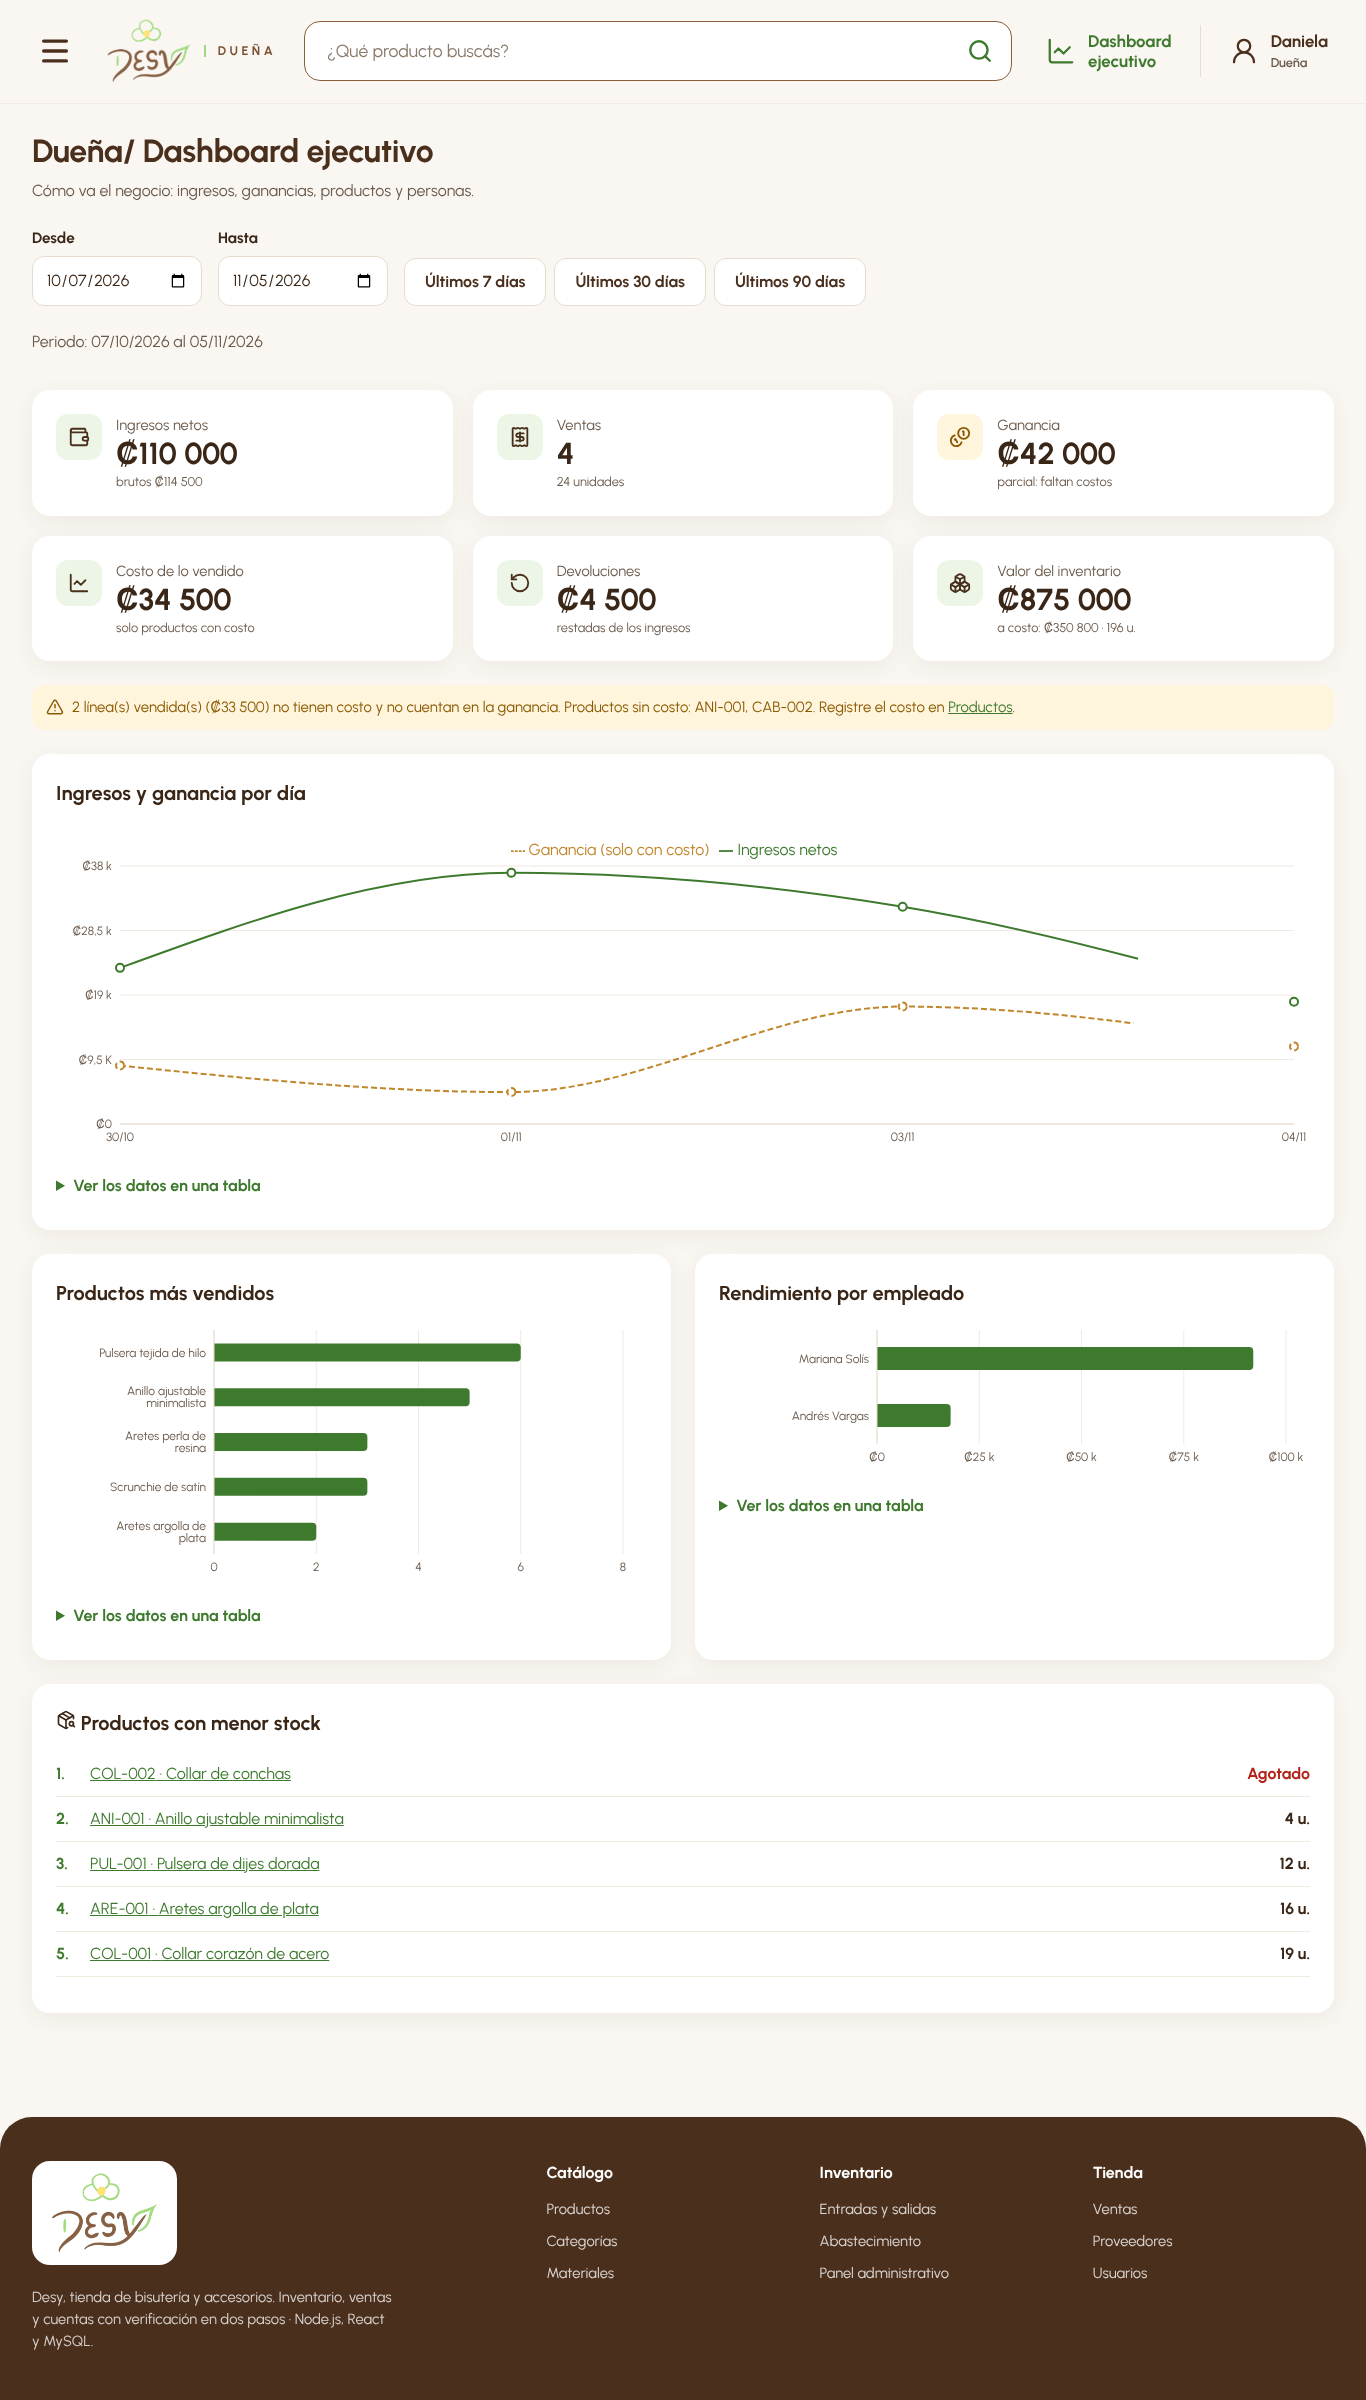 DESY
DUEÑA
¿Qué producto buscás?
Dashboard
ejecutivo
Daniela
Dueña
Dueña/ Dashboard ejecutivo
Cómo va el negocio: ingresos, ganancias, productos y personas.
Desde
Hasta
10/07/2026
11/05/2026
Últimos 7 días
Últimos 30 días
Últimos 90 días
Periodo: 07/10/2026 al 05/11/2026
Ingresos netos
₡110 000
brutos ₡114 500
Ventas
4
24 unidades
Ganancia
₡42 000
parcial: faltan costos
Costo de lo vendido
₡34 500
solo productos con costo
Devoluciones
₡4 500
restadas de los ingresos
Valor del inventario
₡875 000
a costo: ₡350 800 · 196 u.
2 línea(s) vendida(s) (₡33 500) no tienen costo y no cuentan en la ganancia. Productos sin costo: ANI-001, CAB-002. Registre el costo en Productos.
Ingresos y ganancia por día
Ganancia (solo con costo)
Ingresos netos
₡38 k
₡28,5 k
₡19 k
₡9,5 K
₡0
30/10
01/11
03/11
04/11
Ver los datos en una tabla
Productos más vendidos
Pulsera tejida de hilo
Anillo ajustable
minimalista
Aretes perla de
resina
Scrunchie de satín
Aretes argolla de
plata
0
2
4
6
8
Ver los datos en una tabla
Rendimiento por empleado
Mariana Solís
Andrés Vargas
₡0
₡25 k
₡50 k
₡75 k
₡100 k
Ver los datos en una tabla
Productos con menor stock
1. COL-002 · Collar de conchas Agotado
2. ANI-001 · Anillo ajustable minimalista 4 u.
3. PUL-001 · Pulsera de dijes dorada 12 u.
4. ARE-001 · Aretes argolla de plata 16 u.
5. COL-001 · Collar corazón de acero 19 u.
DESY
Desy, tienda de bisutería y accesorios. Inventario, ventas
y cuentas con verificación en dos pasos · Node.js, React
y MySQL.
Catálogo
Productos
Categorías
Materiales
Inventario
Entradas y salidas
Abastecimiento
Panel administrativo
Tienda
Ventas
Proveedores
Usuarios